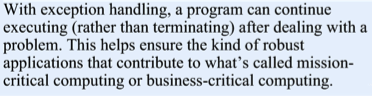 With exception handling, a program can continue
executing (rather than terminating) after dealing with a
problem. This helps ensure the kind of robust
applications that contribute to what’s called mission-
critical computing or business-critical computing.